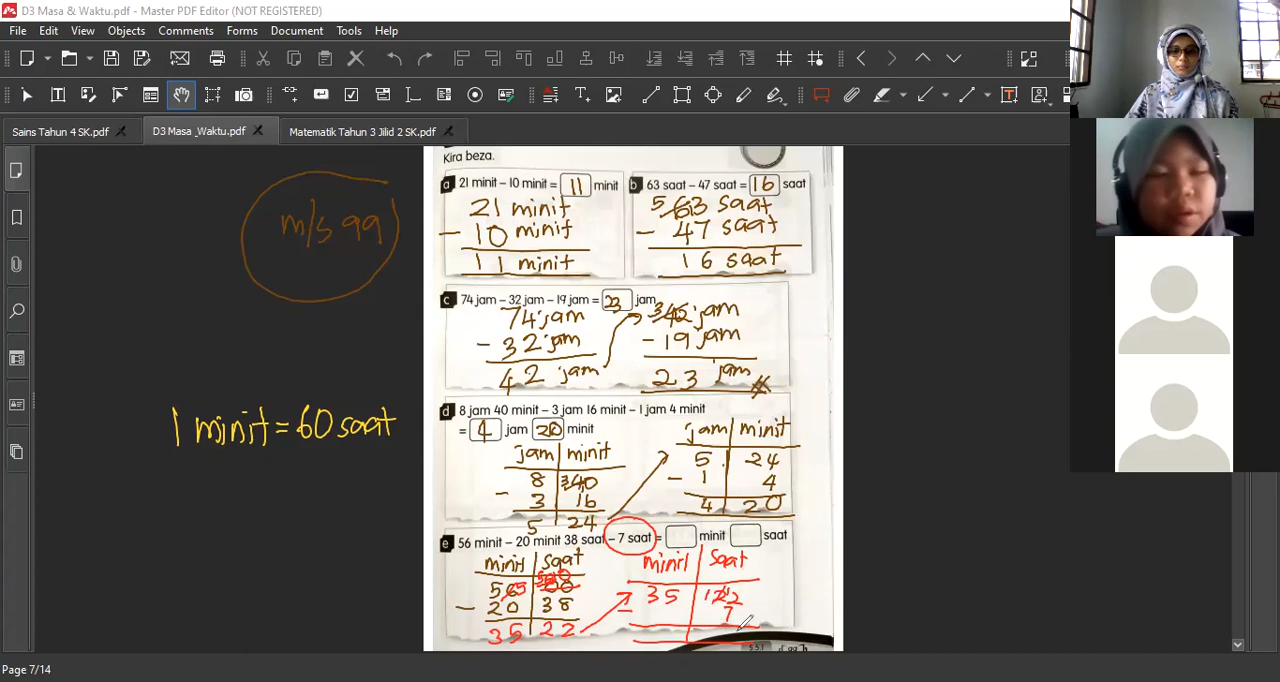 D3 Masa & Waktu.pdf - Master PDF Editor (NOT REGISTERED)
File Edit View Objects Comments Forms Document Tools Help
Sains Tahun 4 SK.pdf D3 Masa _Waktu.pdf Matematik Tahun 3 Jilid 2 SK.pdf
Kira beza.
a 21 minit – 10 minit = 11 minit
21 minit
– 10 minit
11 minit
b 63 saat – 47 saat = 16 saat
5 63 saat
– 47 saat
16 saat
c 74 jam – 32 jam – 19 jam = 23 jam
74 jam
– 32 jam
42 jam
342 jam
– 19 jam
23 jam
d 8 jam 40 minit – 3 jam 16 minit – 1 jam 4 minit
= 4 jam 20 minit
jam minit
8 40
– 3 16
5 24
jam minit
5 24
– 1 4
4 20
e 56 minit – 20 minit 38 saat – 7 saat = minit saat
minit saat
56 00
– 20 38
35 22
minit saat
35 22
– 7
1 minit = 60 saat
Page 7/14